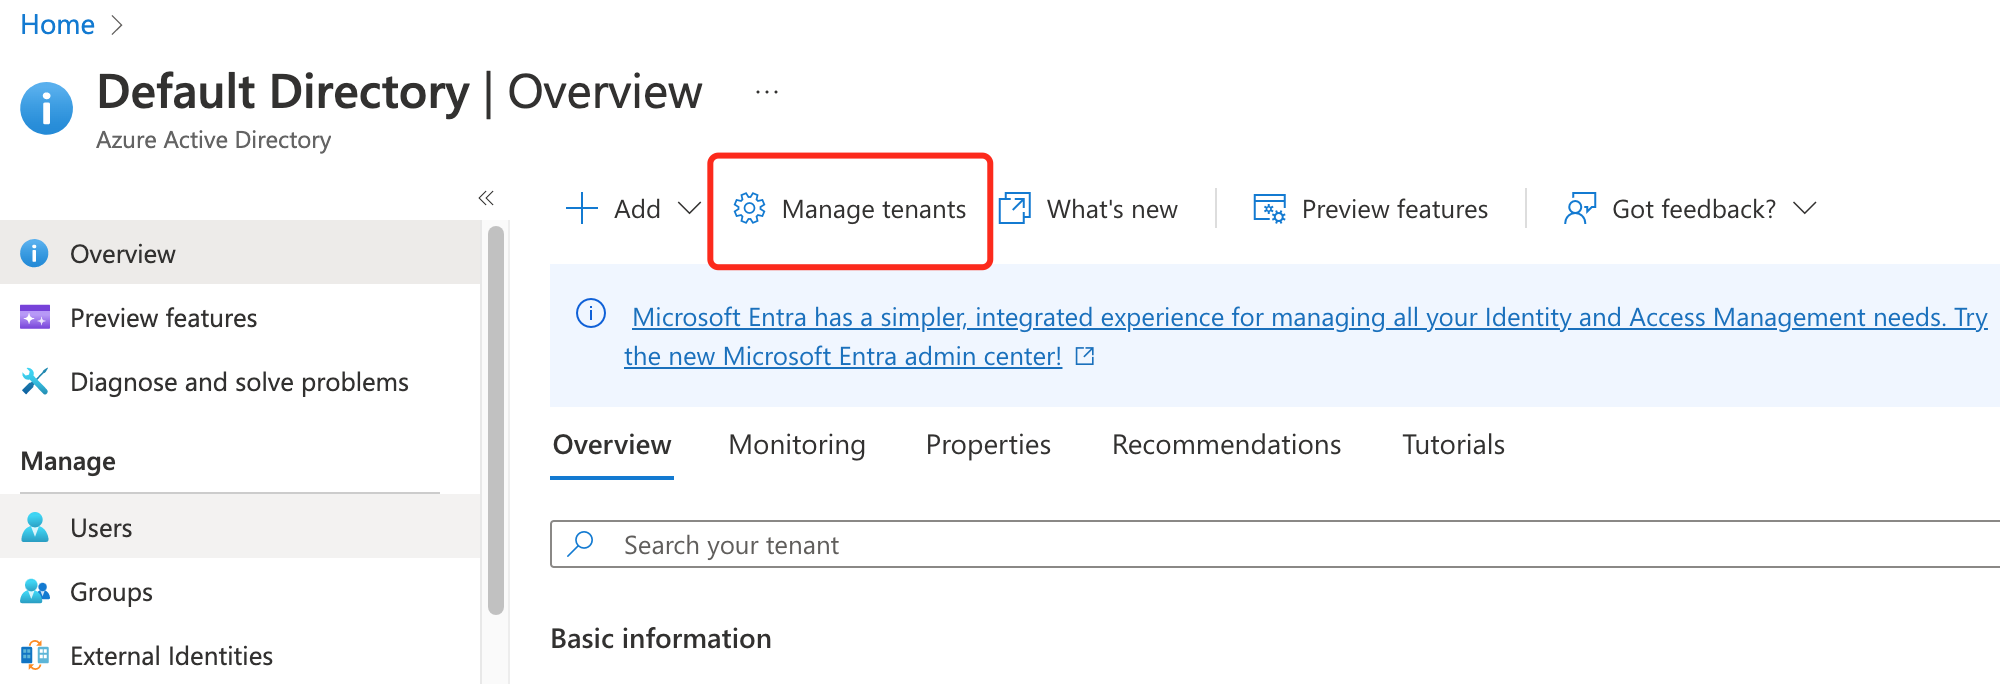 Home
Default Directory | Overview ...
Azure Active Directory
Overview
Preview features
Diagnose and solve problems
Manage
Users
Groups
External Identities
Add
Manage tenants
What's new
Preview features
Got feedback?
Microsoft Entra has a simpler, integrated experience for managing all your Identity and Access Management needs. Try
the new Microsoft Entra admin center!
Overview
Monitoring
Properties
Recommendations
Tutorials
Search your tenant
Basic information